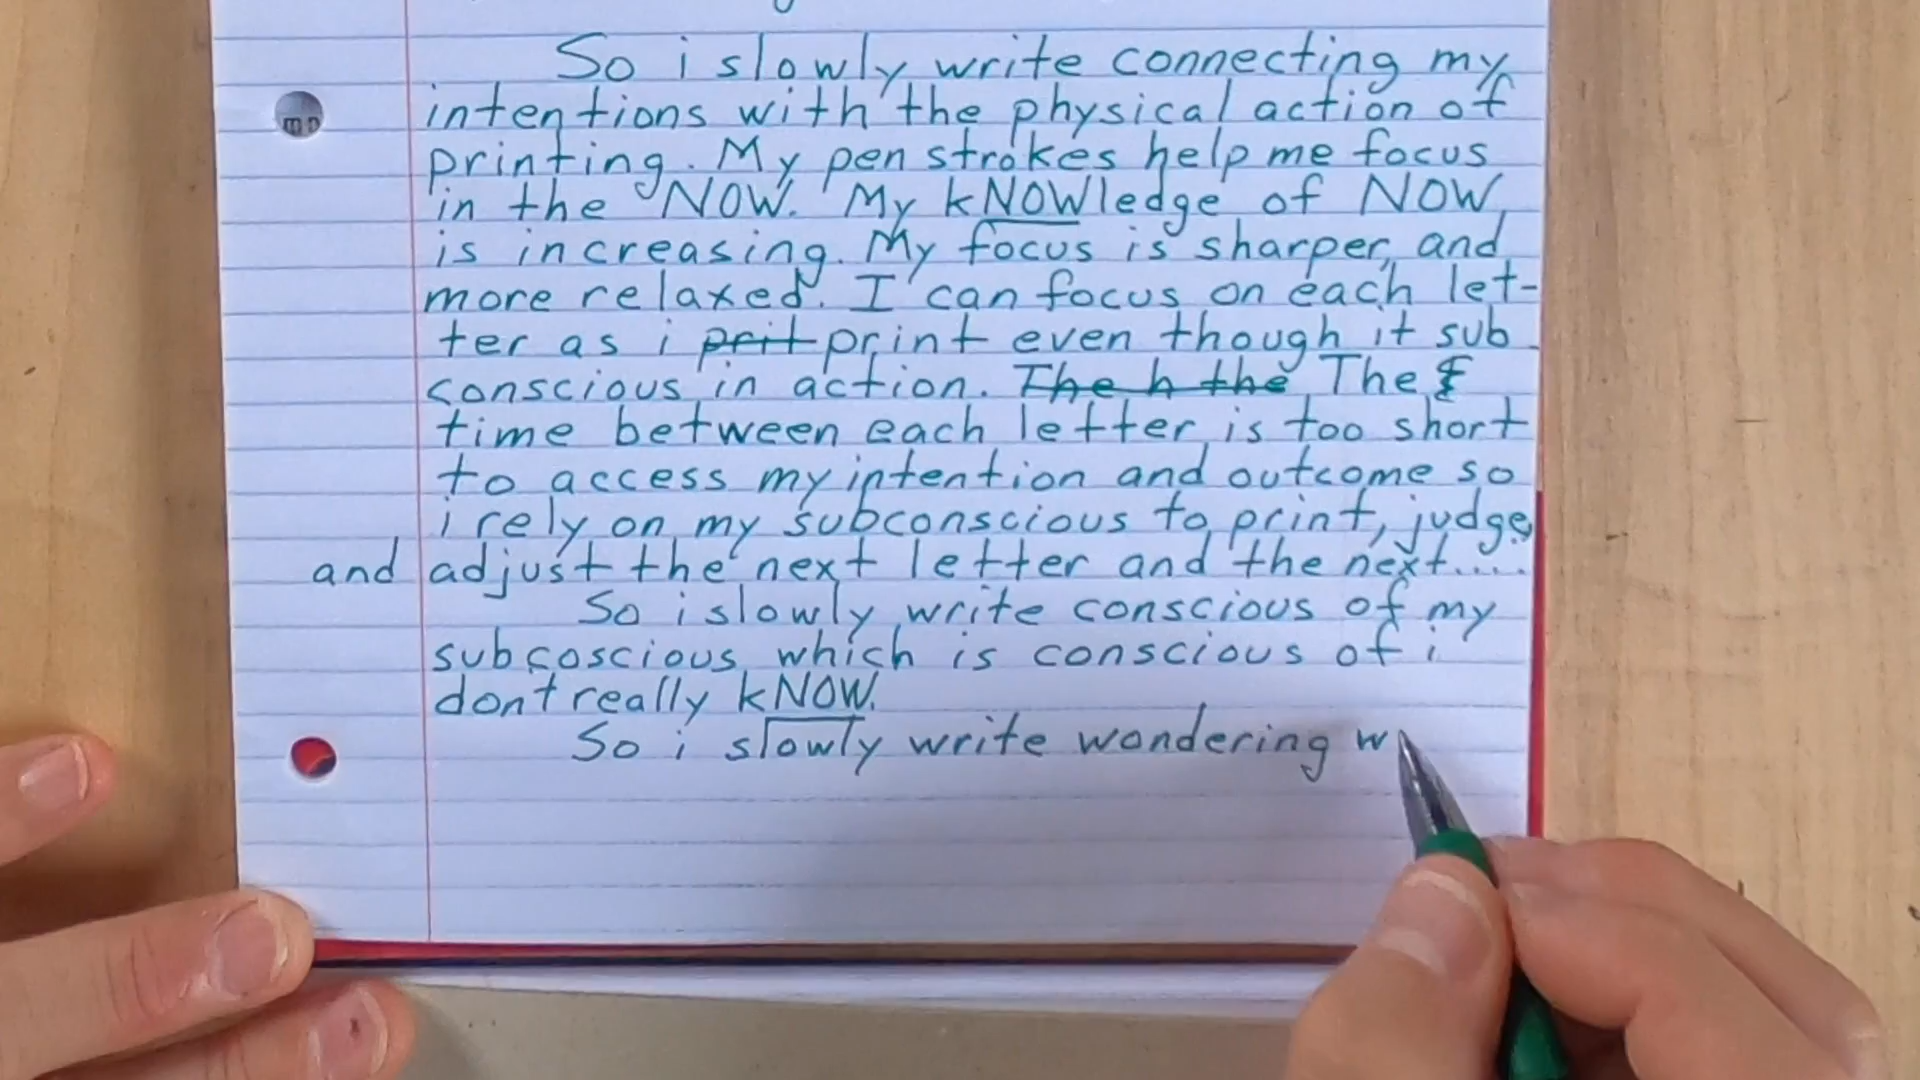 So i slowly write connecting my
intentions with the physical action of
printing. My pen strokes help me focus
in the NOW. My kNOWledge of NOW
is increasing. My focus is sharper, and
more relaxed. I can focus on each let-
ter as i prit print even though it sub
conscious in action. The h the The
time between each letter is too short
to access my intention and outcome so
i rely on my subconscious to print, judge,
and adjust the next letter and the next....
So i slowly write conscious of my
subcoscious which is conscious of i
dont really kNOW.
So i slowly write wondering w